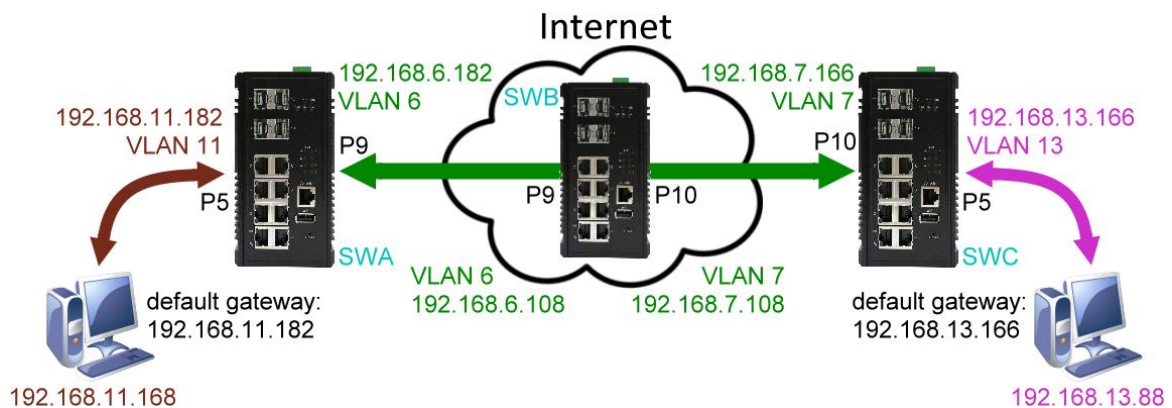 Internet
192.168.6.182
VLAN 6
192.168.11.182
VLAN 11
P9
P5
SWA
SWB
P9
P10
VLAN 6
192.168.6.108
VLAN 7
192.168.7.108
192.168.7.166
VLAN 7
P10
192.168.13.166
VLAN 13
P5
SWC
default gateway:
192.168.11.182
192.168.11.168
default gateway:
192.168.13.166
192.168.13.88